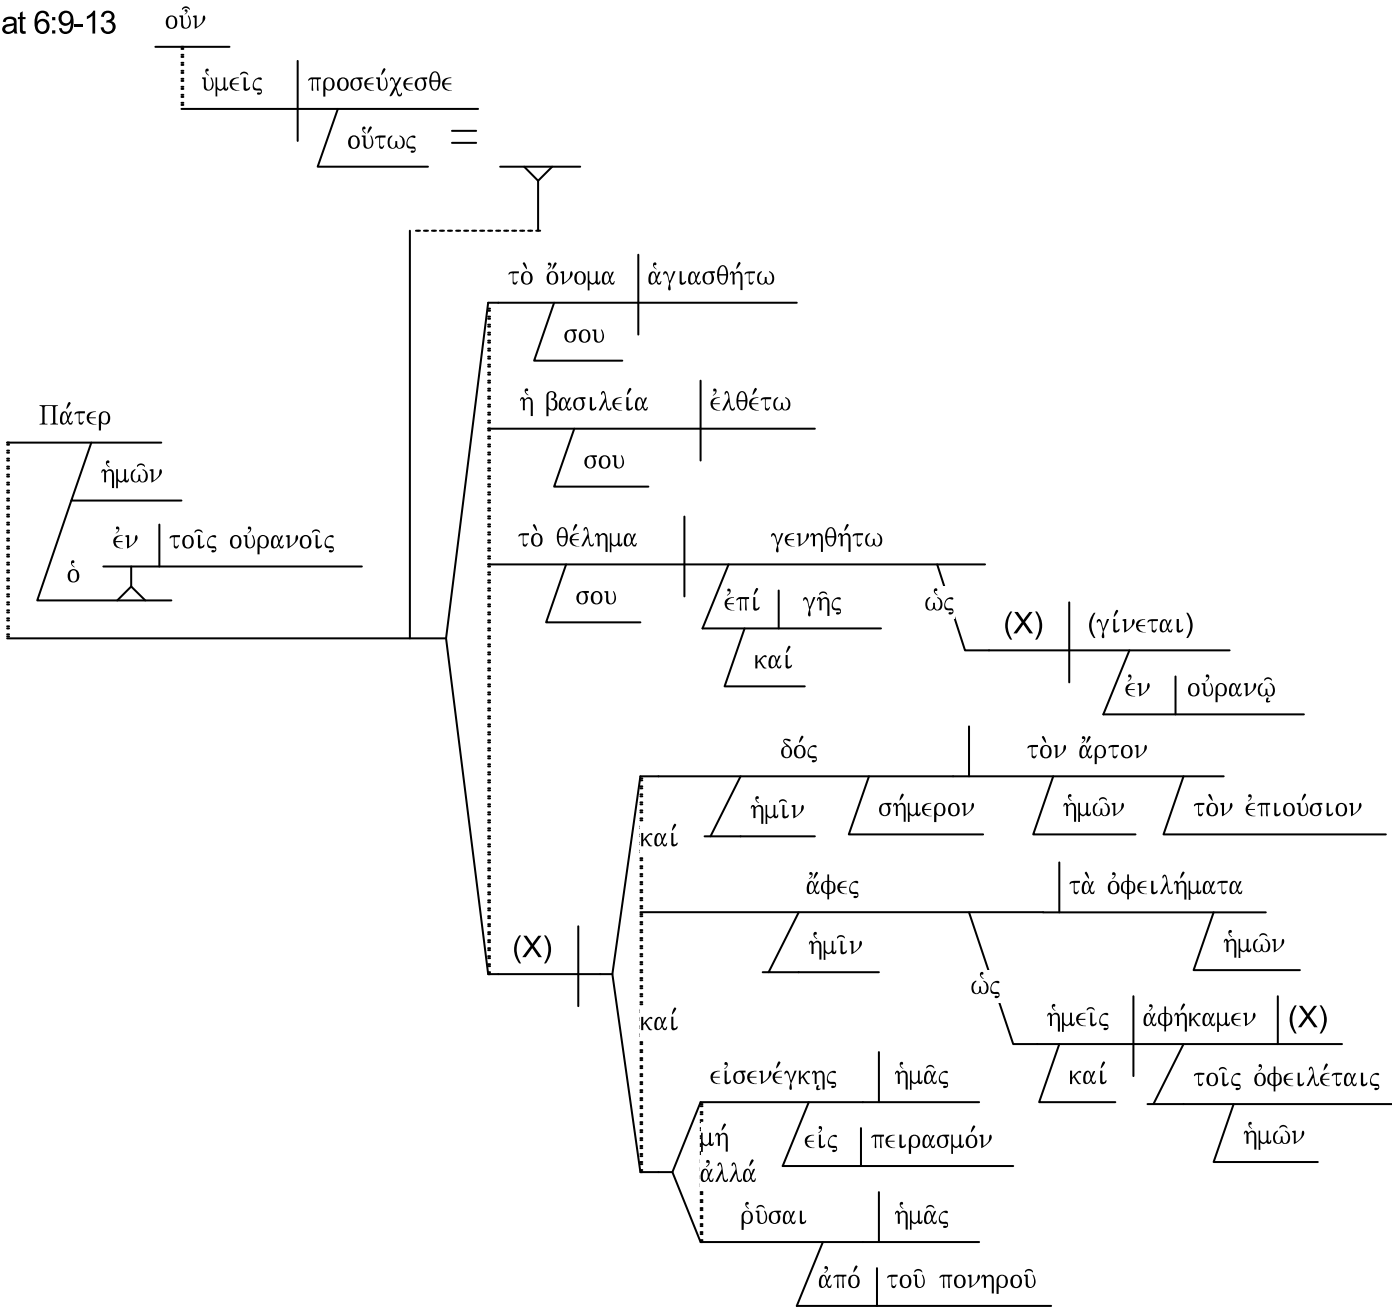 at 6:9-13 οὖν
ὑμεῖς προσεύχεσθε
οὕτως =
τὸ ὄνομα ἁγιασθήτω
σου
ἡ βασιλεία ἐλθέτω
Πάτερ
σου
ἡμῶν
τὸ θέλημα γενηθήτω
ἐν τοῖς οὐρανοῖς
ὁ
σου ἐπί γῆς ὡς
(X) (γίνεται)
καί
ἐν οὐρανῷ
δός τὸν ἄρτον
ἡμῖν σήμερον ἡμῶν τὸν ἐπιούσιον
καί
ἄφες τὰ ὀφειλήματα
(X) ἡμῖν ἡμῶν
ὡς
καί ἡμεῖς ἀφήκαμεν (X)
εἰσενέγκῃς ἡμᾶς καί τοῖς ὀφειλέταις
μή εἰς πειρασμόν ἡμῶν
ἀλλά
ῥῦσαι ἡμᾶς
ἀπό τοῦ πονηροῦ